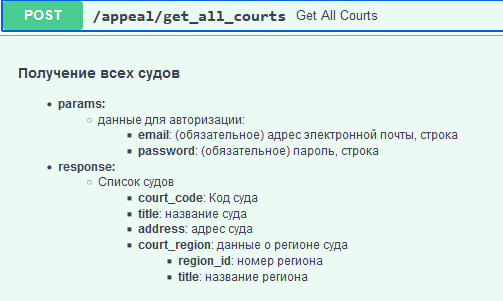 POST /appeal/get_all_courts Get All Courts
Получение всех судов
params:
данные для авторизации:
email: (обязательное) адрес электронной почты, строка
password: (обязательное) пароль, строка
response:
Список судов
court_code: Код суда
title: название суда
address: адрес суда
court_region: данные о регионе суда
region_id: номер региона
title: название региона